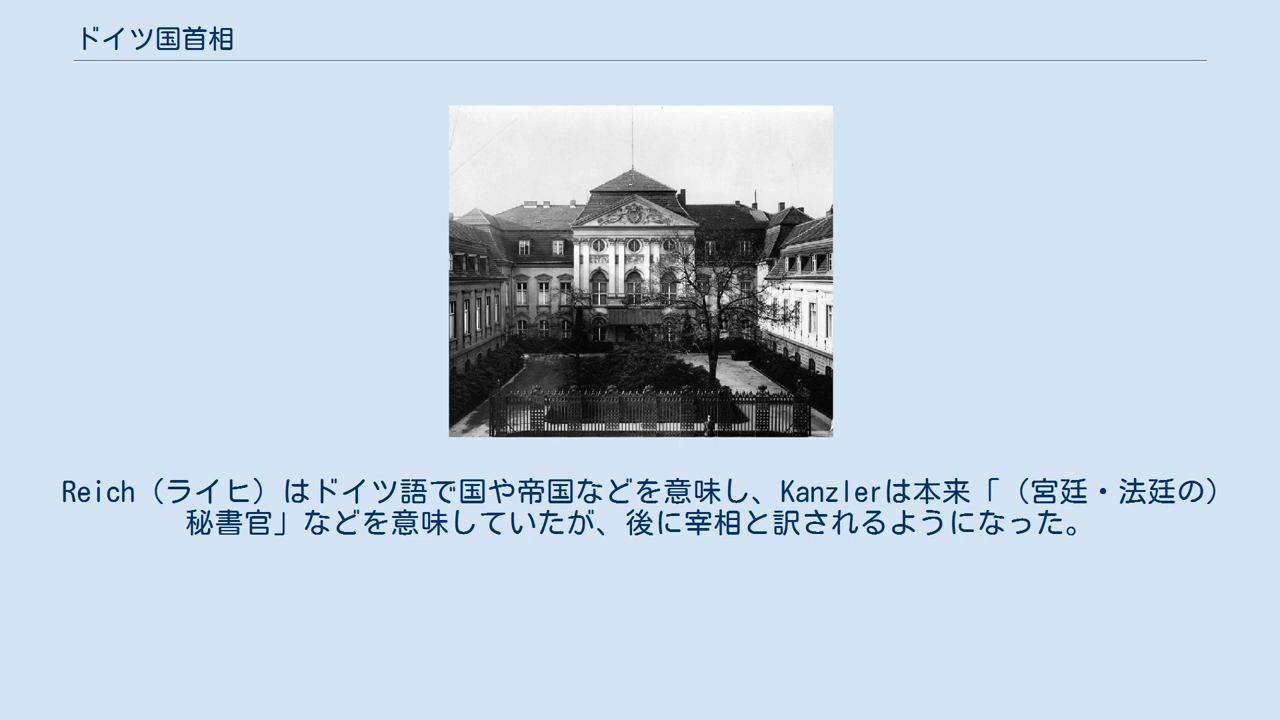 ドイツ国首相
Reich（ライヒ）はドイツ語で国や帝国などを意味し、Kanzlerは本来「（宮廷・法廷の）
秘書官」などを意味していたが、後に宰相と訳されるようになった。